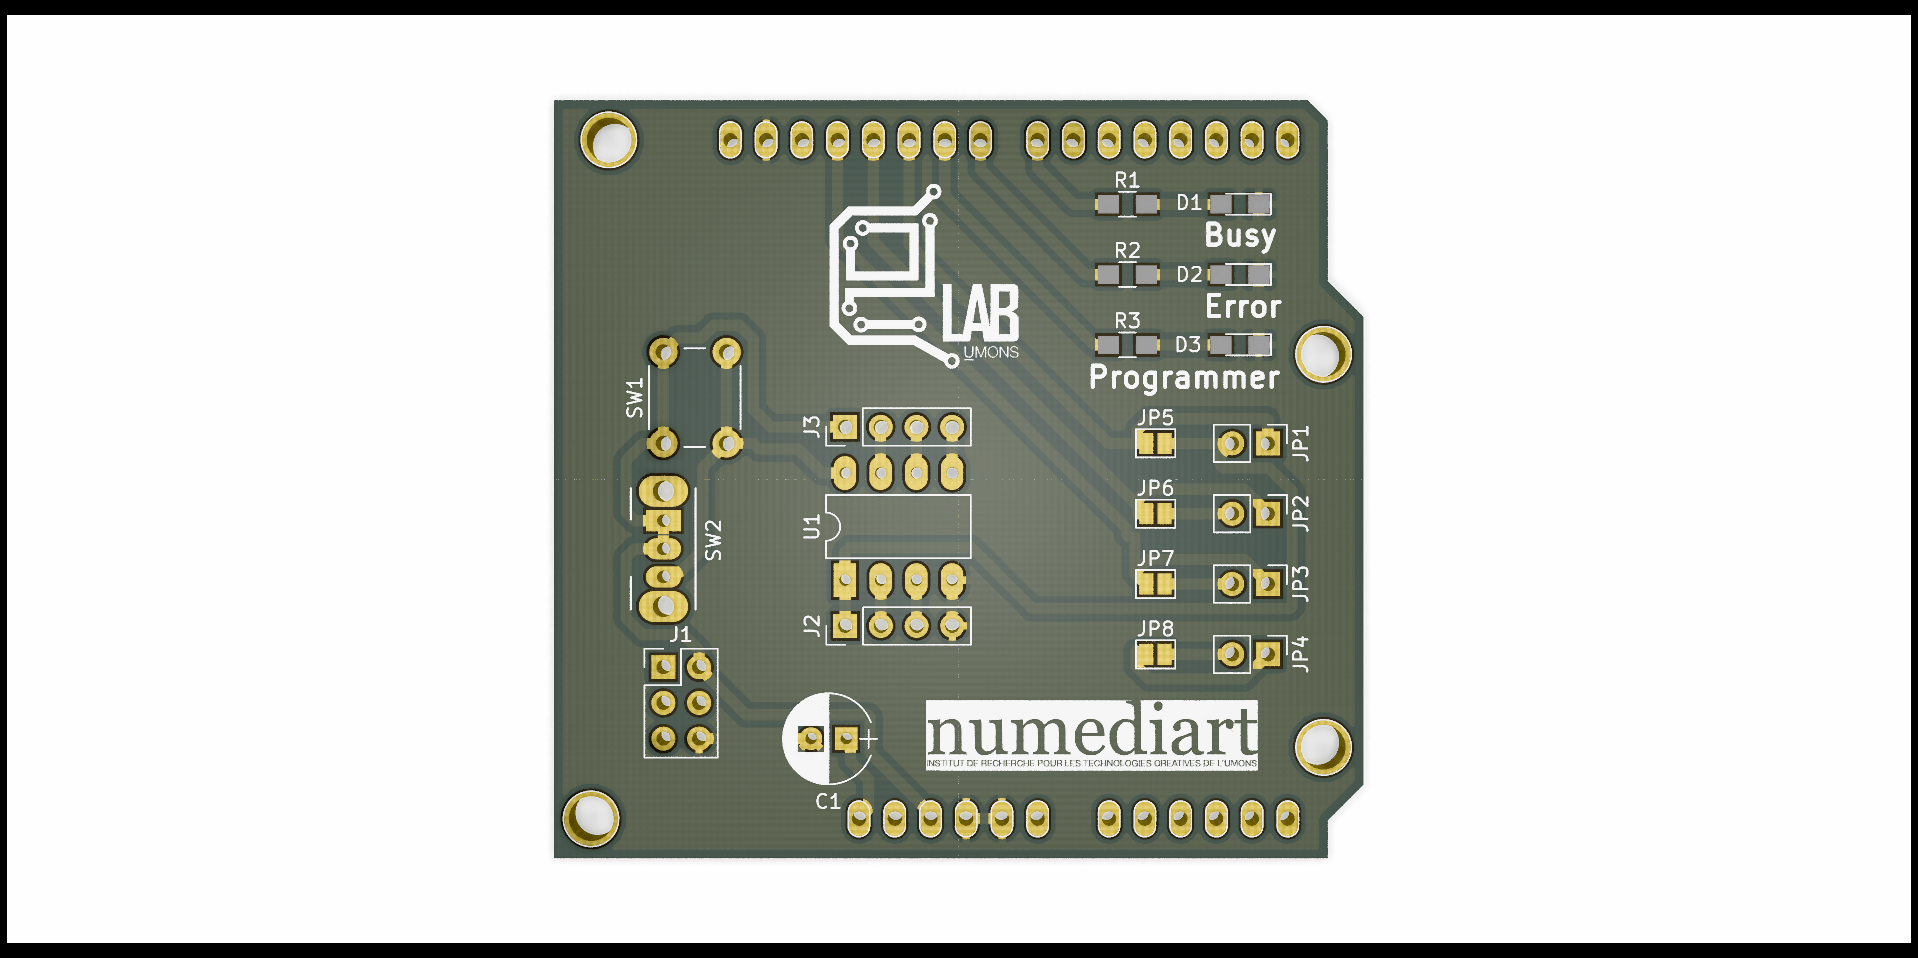 R1
D1
Busy
R2
D2
Error
R3
D3
Programmer
LAB
UMONS
SW1
J3
JP5
JP1
JP6
JP2
U1
SW2
JP7
JP3
J2
J1
JP8
JP4
+
C1
numediart
INSTITUT DE RECHERCHE POUR LES TECHNOLOGIES CREATIVES DE L'UMONS